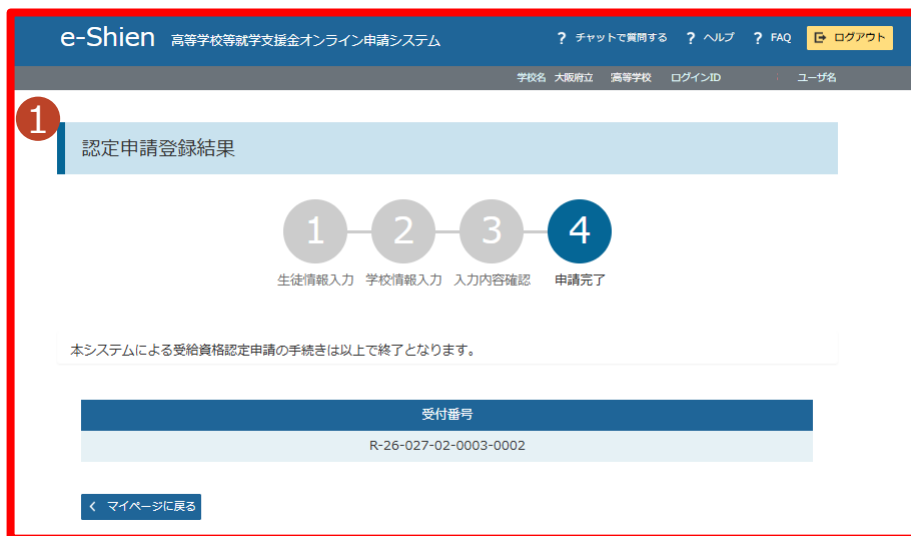 e-Shien 高等学校等就学支援金オンライン申請システム ? チャットで質問する ? ヘルプ ? FAQ ログアウト
学校名 大阪府立 高等学校 ログインID ユーザ名
1
認定申請登録結果
1 2 3 4
生徒情報入力 学校情報入力 入力内容確認 申請完了
本システムによる受給資格認定申請の手続きは以上で終了となります。
受付番号
R-26-027-02-0003-0002
マイページに戻る